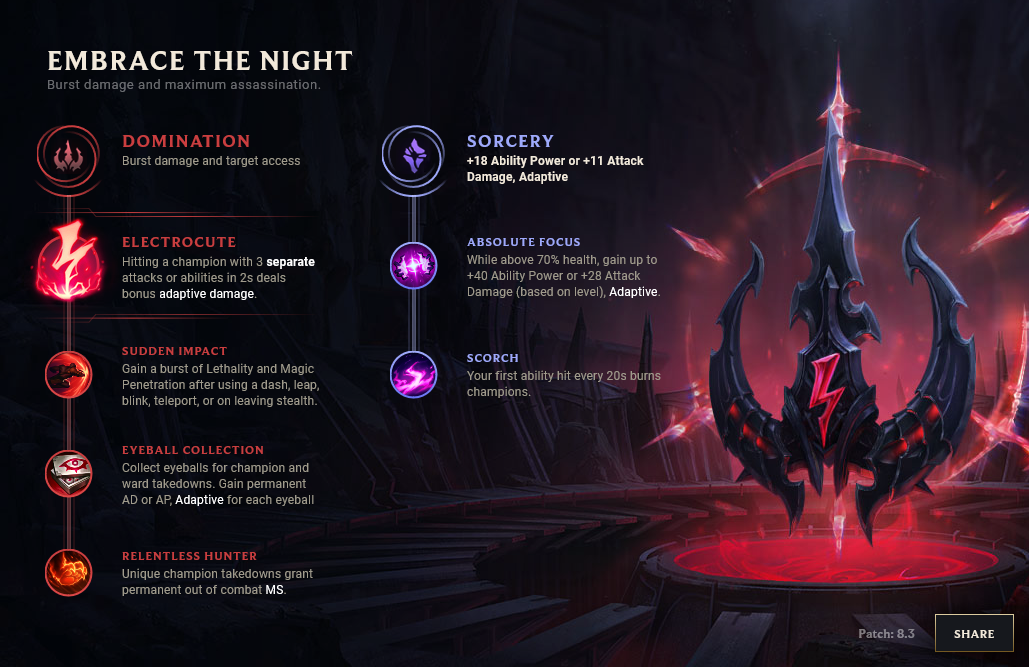 EMBRACE THE NIGHT
Burst damage and maximum assassination.
DOMINATION
Burst damage and target access
ELECTROCUTE
Hitting a champion with 3 separate
attacks or abilities in 2s deals
bonus adaptive damage.
SUDDEN IMPACT
Gain a burst of Lethality and Magic
Penetration after using a dash, leap,
blink, teleport, or on leaving stealth.
EYEBALL COLLECTION
Collect eyeballs for champion and
ward takedowns. Gain permanent
AD or AP, Adaptive for each eyeball
RELENTLESS HUNTER
Unique champion takedowns grant
permanent out of combat MS.
SORCERY
+18 Ability Power or +11 Attack
Damage, Adaptive
ABSOLUTE FOCUS
While above 70% health, gain up to
+40 Ability Power or +28 Attack
Damage (based on level), Adaptive.
SCORCH
Your first ability hit every 20s burns
champions.
Patch: 8.3
SHARE